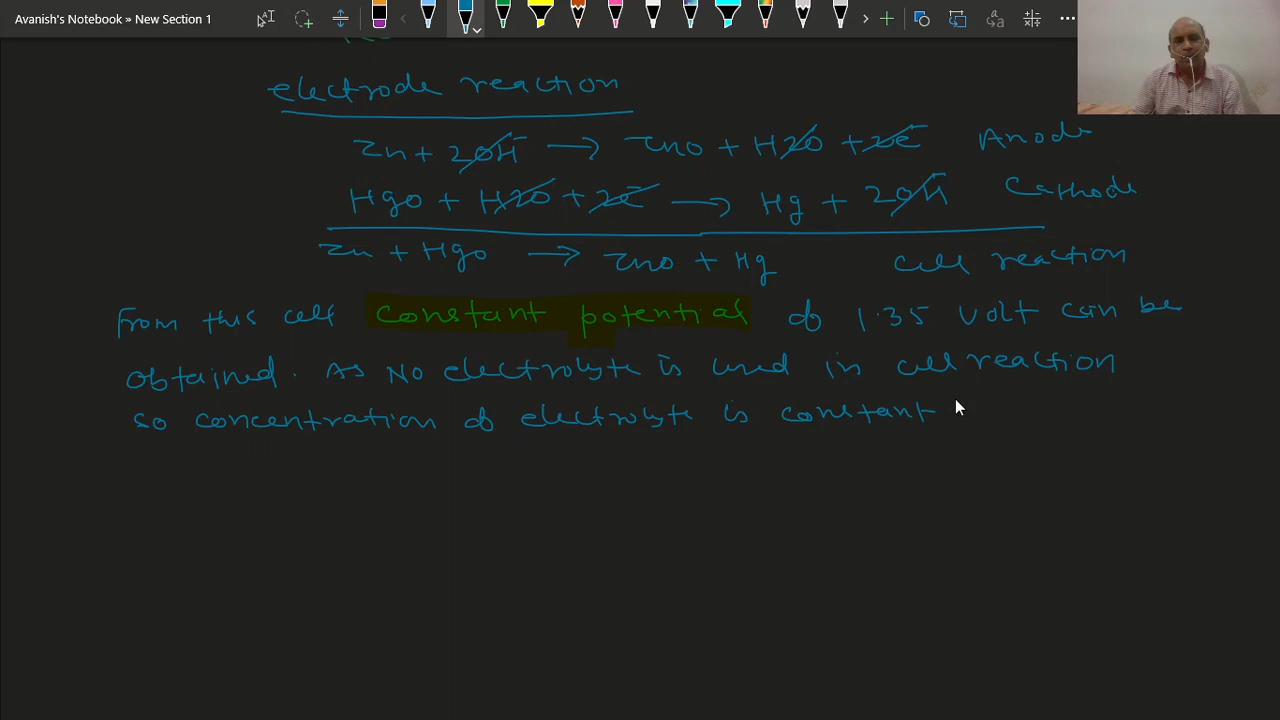 Avanish's Notebook » New Section 1
electrode reaction
Zn + 2OH⁻ → ZnO + H2O + 2e⁻ Anode
HgO + H2O + 2e⁻ → Hg + 2OH⁻ Cathode
Zn + HgO → ZnO + Hg cell reaction
From this cell constant potential of 1.35 volt can be
obtained. As No electrolyte is used in cell reaction
so concentration of electrolyte is constant